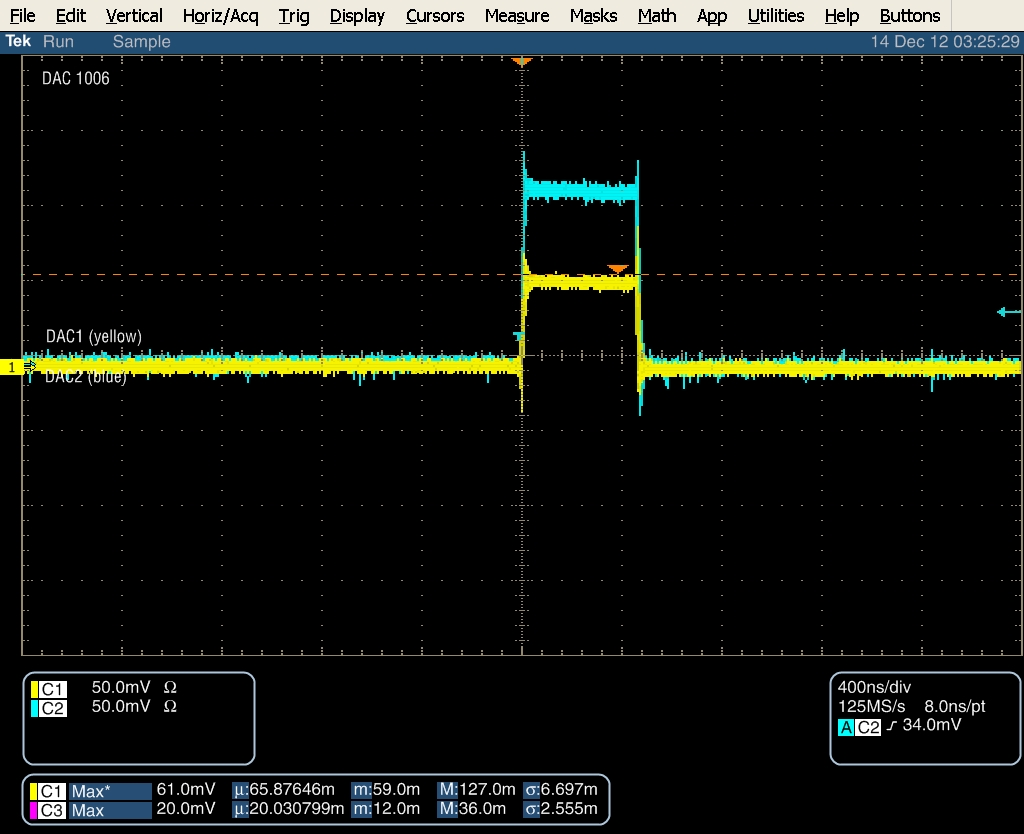 File Edit Vertical Horiz/Acq Trig Display Cursors Measure Masks Math App Utilities Help Buttons
Tek Run Sample 14 Dec 12 03:25:29
DAC 1006
DAC1 (yellow)
1
DAC2 (blue)
C1 50.0mV Ω
C2 50.0mV Ω
400ns/div
125MS/s 8.0ns/pt
A C2 34.0mV
C1 Max* 61.0mV μ:65.87646m m:59.0m M:127.0m σ:6.697m
C3 Max 20.0mV μ:20.030799m m:12.0m M:36.0m σ:2.555m